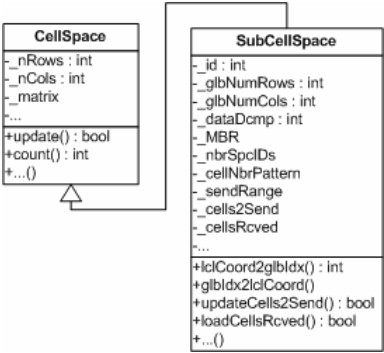 CellSpace
-_nRows : int
-_nCols : int
-_matrix
-...
+update() : bool
+count() : int
+...()
SubCellSpace
-_id : int
-_glbNumRows : int
-_glbNumCols : int
-_dataDcmp : int
-_MBR
-_nbrSpcIDs
-_cellNbrPattern
-_sendRange
-_cells2Send
-_cellsRcved
-...
+lclCoord2glbIdx() : int
+glbIdx2lclCoord()
+updateCells2Send() : bool
+loadCellsRcved() : bool
+...()